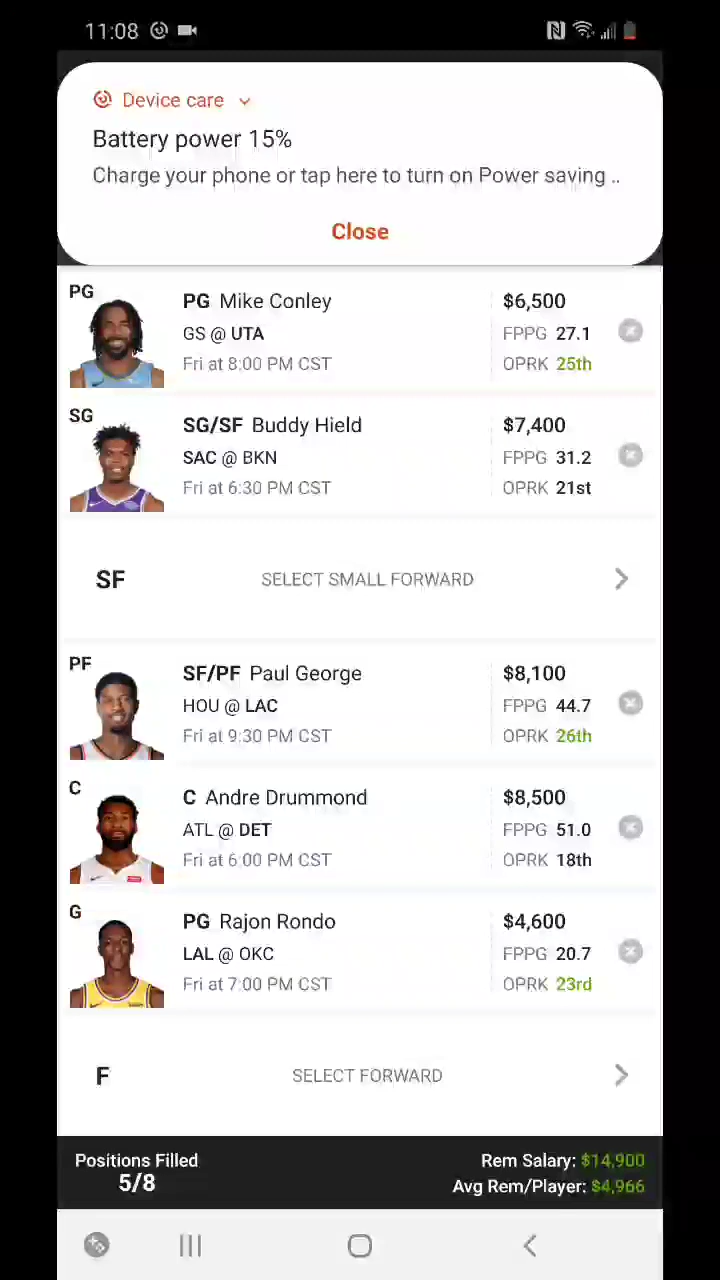 11:08
Device care
Battery power 15%
Charge your phone or tap here to turn on Power saving ..
Close
PG
PG Mike Conley
$6,500
GS @ UTA
FPPG 27.1
Fri at 8:00 PM CST
OPRK 25th
SG
SG/SF Buddy Hield
$7,400
SAC @ BKN
FPPG 31.2
Fri at 6:30 PM CST
OPRK 21st
SF
SELECT SMALL FORWARD
PF
SF/PF Paul George
$8,100
HOU @ LAC
FPPG 44.7
Fri at 9:30 PM CST
OPRK 26th
C
C Andre Drummond
$8,500
ATL @ DET
FPPG 51.0
Fri at 6:00 PM CST
OPRK 18th
G
PG Rajon Rondo
$4,600
LAL @ OKC
FPPG 20.7
Fri at 7:00 PM CST
OPRK 23rd
F
SELECT FORWARD
Positions Filled
5/8
Rem Salary: $14,900
Avg Rem/Player: $4,966